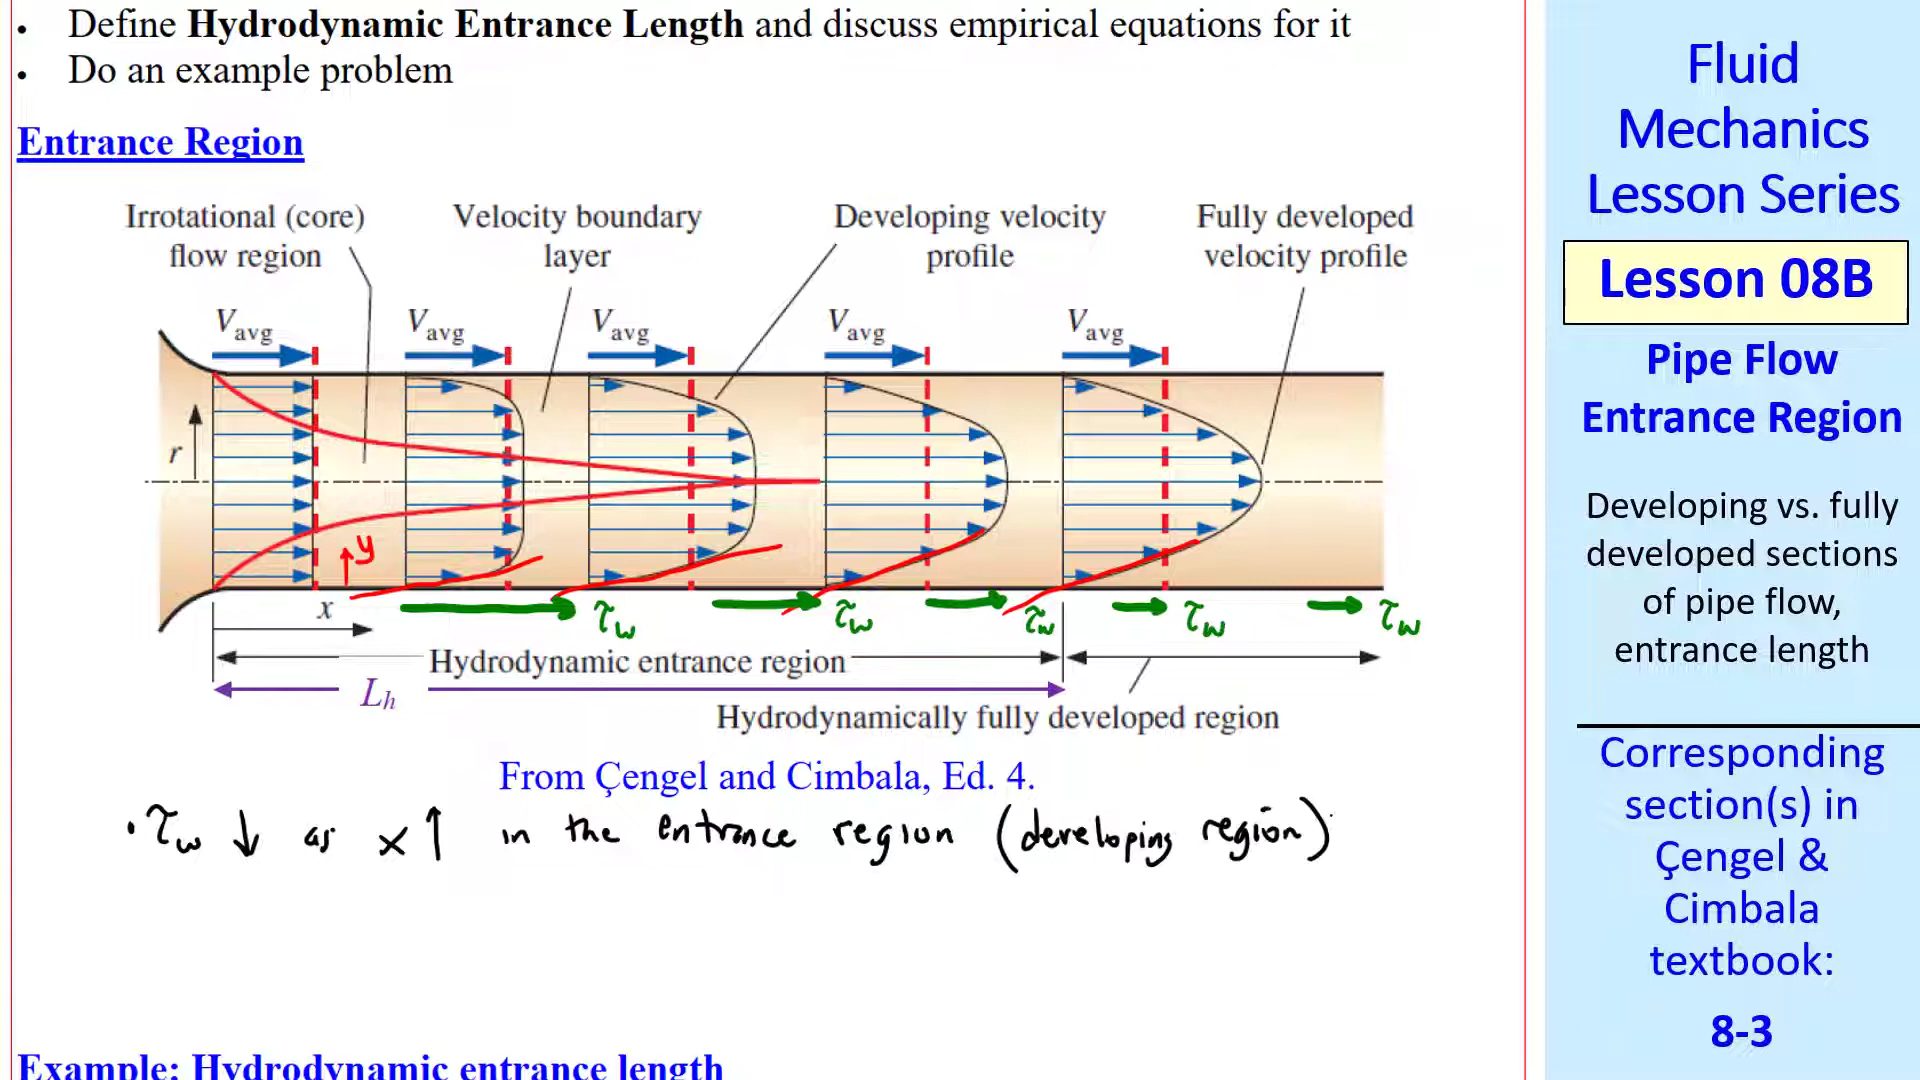 • Define Hydrodynamic Entrance Length and discuss empirical equations for it
• Do an example problem
Entrance Region
Irrotational (core)
flow region
Velocity boundary
layer
Developing velocity
profile
Fully developed
velocity profile
Vavg Vavg Vavg Vavg Vavg
r
y
x
τw τw τw τw τw
Hydrodynamic entrance region
Lh
Hydrodynamically fully developed region
From Çengel and Cimbala, Ed. 4.
• τw ↓ as x ↑ in the entrance region (developing region)
Example: Hydrodynamic entrance length
Fluid
Mechanics
Lesson Series
Lesson 08B
Pipe Flow
Entrance Region
Developing vs. fully
developed sections
of pipe flow,
entrance length
Corresponding
section(s) in
Çengel &
Cimbala
textbook:
8-3